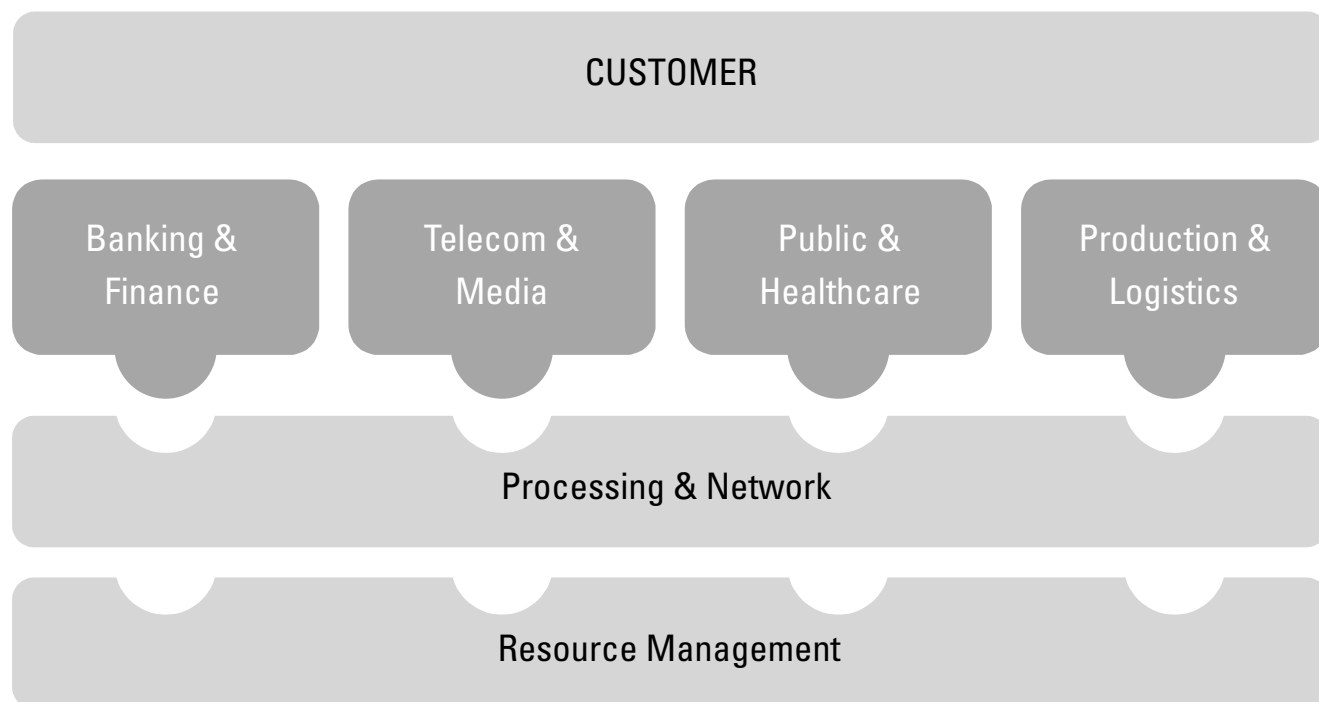 CUSTOMER
Banking &
Finance
Telecom &
Media
Public &
Healthcare
Production &
Logistics
Processing & Network
Resource Management